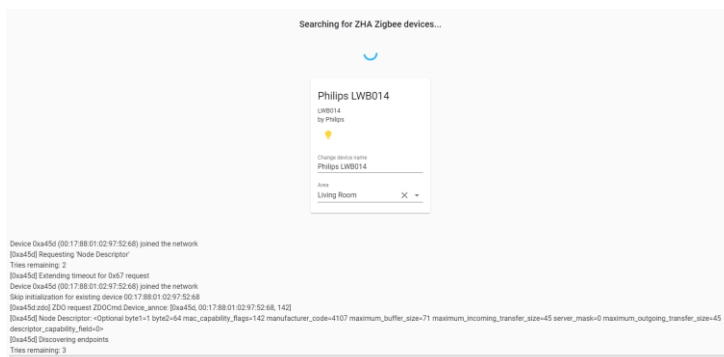 Searching for ZHA Zigbee devices...
Philips LWB014
LWB014
by Philips
Change device name
Philips LWB014
Area
Living Room
Device 0xa45d (00:17:88:01:02:97:52:68) joined the network
[0xa45d] Requesting 'Node Descriptor'
Tries remaining: 2
[0xa45d] Extending timeout for 0x67 request
Device 0xa45d (00:17:88:01:02:97:52:68) joined the network
Skip initialization for existing device 00:17:88:01:02:97:52:68
[0xa45d:zdo] ZDO request ZDOCmd.Device_annce: [0xa45d, 00:17:88:01:02:97:52:68, 142]
[0xa45d] Node Descriptor: <Optional byte1=1 byte2=64 mac_capability_flags=142 manufacturer_code=4107 maximum_buffer_size=71 maximum_incoming_transfer_size=45 server_mask=0 maximum_outgoing_transfer_size=45
descriptor_capability_field=0>
[0xa45d] Discovering endpoints
Tries remaining: 3